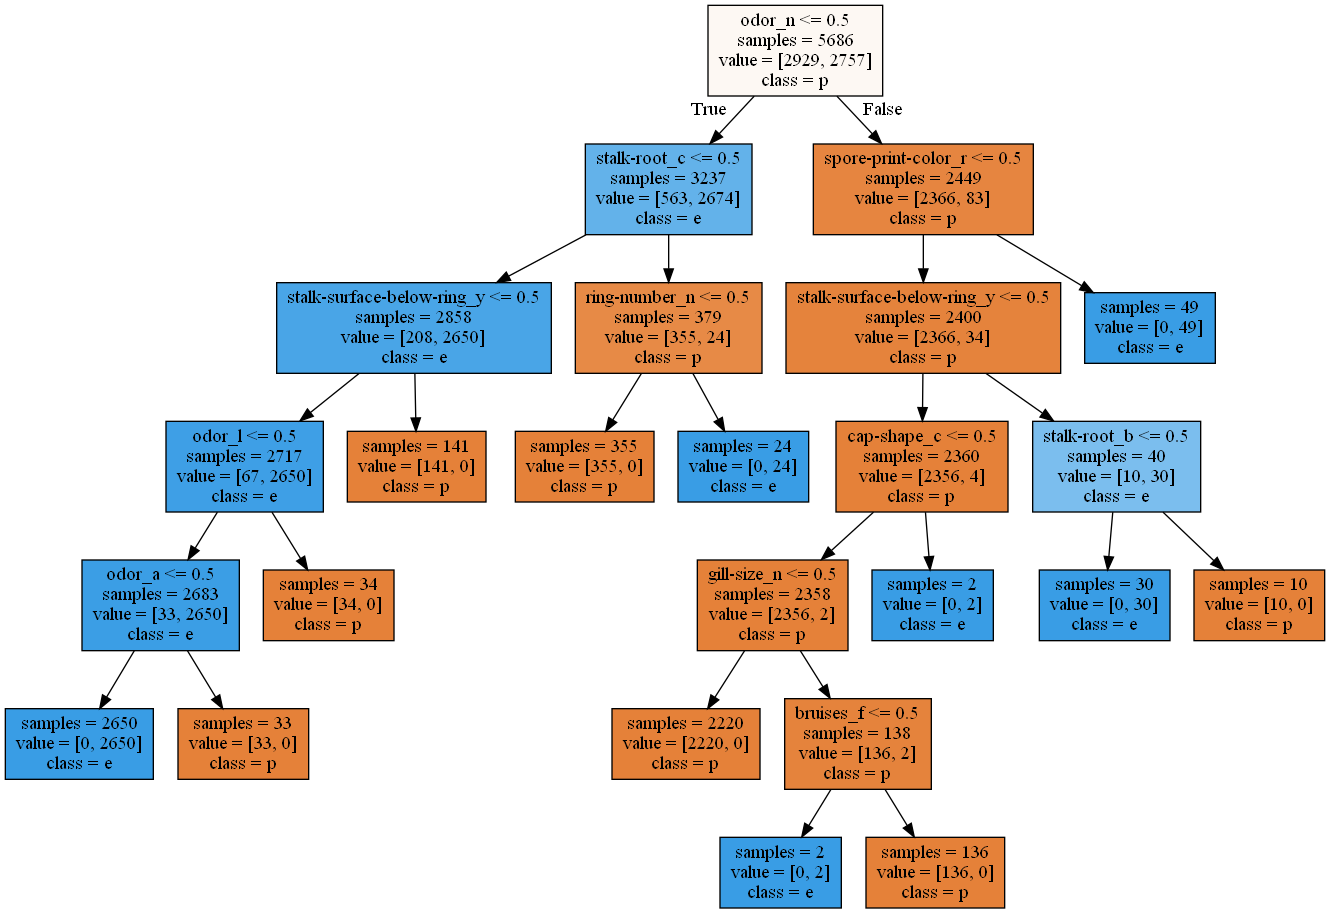 odor_n <= 0.5
samples = 5686
value = [2929, 2757]
class = p
True
False
stalk-root_c <= 0.5
samples = 3237
value = [563, 2674]
class = e
spore-print-color_r <= 0.5
samples = 2449
value = [2366, 83]
class = p
stalk-surface-below-ring_y <= 0.5
samples = 2858
value = [208, 2650]
class = e
ring-number_n <= 0.5
samples = 379
value = [355, 24]
class = p
stalk-surface-below-ring_y <= 0.5
samples = 2400
value = [2366, 34]
class = p
samples = 49
value = [0, 49]
class = e
odor_l <= 0.5
samples = 2717
value = [67, 2650]
class = e
samples = 141
value = [141, 0]
class = p
samples = 355
value = [355, 0]
class = p
samples = 24
value = [0, 24]
class = e
cap-shape_c <= 0.5
samples = 2360
value = [2356, 4]
class = p
stalk-root_b <= 0.5
samples = 40
value = [10, 30]
class = e
odor_a <= 0.5
samples = 2683
value = [33, 2650]
class = e
samples = 34
value = [34, 0]
class = p
gill-size_n <= 0.5
samples = 2358
value = [2356, 2]
class = p
samples = 2
value = [0, 2]
class = e
samples = 30
value = [0, 30]
class = e
samples = 10
value = [10, 0]
class = p
samples = 2650
value = [0, 2650]
class = e
samples = 33
value = [33, 0]
class = p
samples = 2220
value = [2220, 0]
class = p
bruises_f <= 0.5
samples = 138
value = [136, 2]
class = p
samples = 2
value = [0, 2]
class = e
samples = 136
value = [136, 0]
class = p